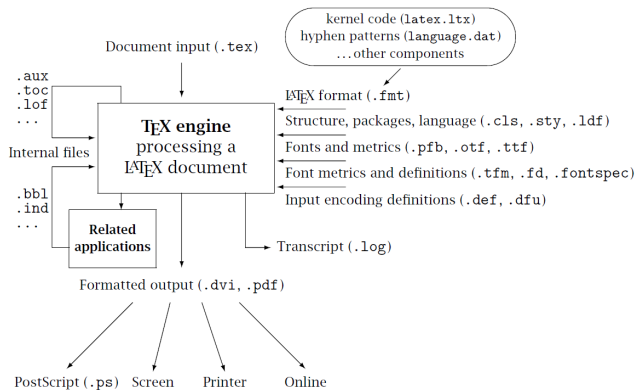 kernel code (latex.ltx)
hyphen patterns (language.dat)
...other components
Document input (.tex)
.aux
.toc
.lof
...
LATEX format (.fmt)
Structure, packages, language (.cls, .sty, .ldf)
Fonts and metrics (.pfb, .otf, .ttf)
Font metrics and definitions (.tfm, .fd, .fontspec)
Input encoding definitions (.def, .dfu)
TEX engine
processing a
LATEX document
Internal files
.bbl
.ind
...
Related
applications
Transcript (.log)
Formatted output (.dvi, .pdf)
PostScript (.ps) Screen Printer Online